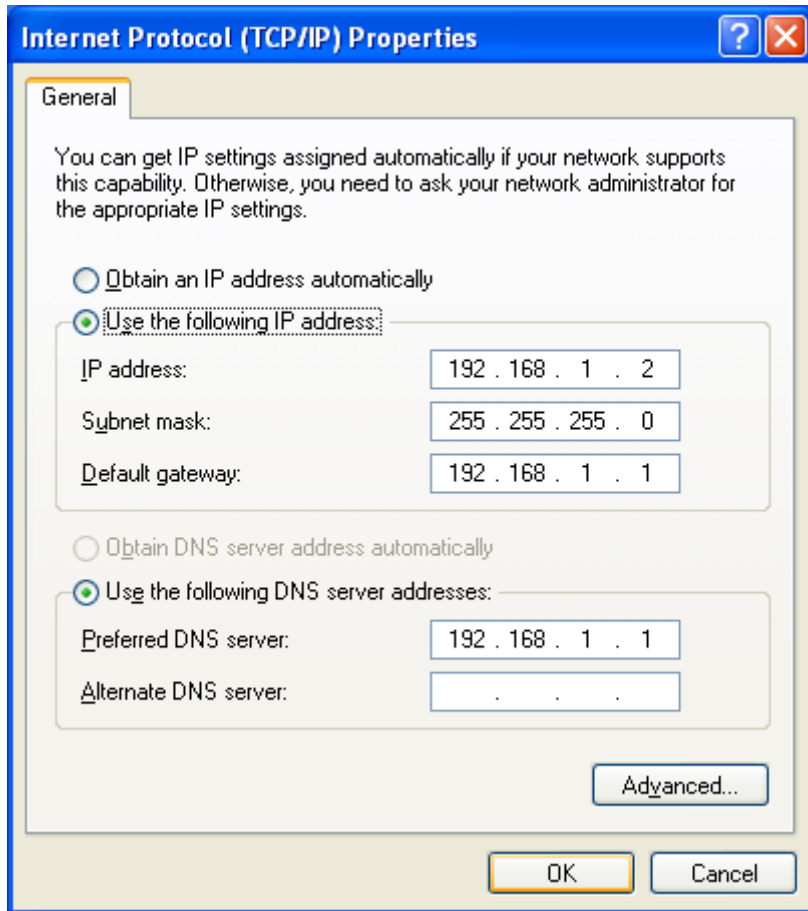 Internet Protocol (TCP/IP) Properties
General
You can get IP settings assigned automatically if your network supports
this capability. Otherwise, you need to ask your network administrator for
the appropriate IP settings.
Obtain an IP address automatically
Use the following IP address:
IP address: 192 . 168 . 1 . 2
Subnet mask: 255 . 255 . 255 . 0
Default gateway: 192 . 168 . 1 . 1
Obtain DNS server address automatically
Use the following DNS server addresses:
Preferred DNS server: 192 . 168 . 1 . 1
Alternate DNS server: . . .
Advanced...
OK Cancel